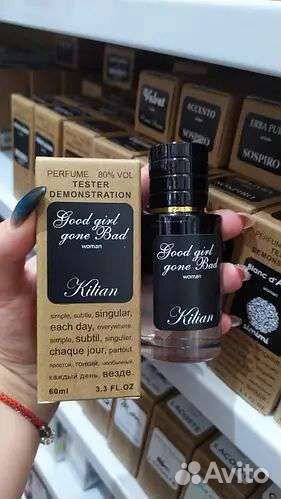 Velvet
ACCENTO
SOSPIRO
ERBA PURA
SOSPIRO
PERFUME 80% VOL
TESTER
DEMONSTRATION
Good girl
gone Bad
woman
Kilian
simple, subtil, singular,
each day, everywhere.
simple, subtil, singulier,
chaque jour, partout
простой, тонкий, необычный,
каждый день, везде.
60ml 3.3 FL.OZ
Good girl
gone Bad
woman
Kilian
Blanc d'
LACOSTE
Avito